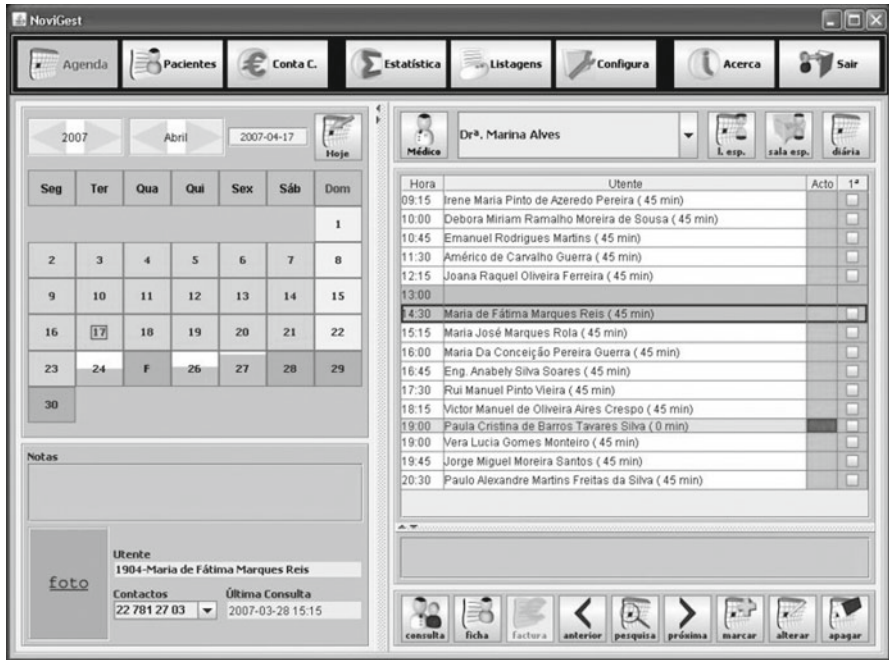 NoviGest
Agenda Pacientes Conta C. Estatística Listagens Configura Acerca Sair
2007 Abril 2007-04-17 Hoje
Seg Ter Qua Qui Sex Sáb Dom
1
2 3 4 5 6 7 8
9 10 11 12 13 14 15
16 17 18 19 20 21 22
23 24 F 26 27 28 29
30
Notas
foto
Utente
1904-Maria de Fátima Marques Reis
Contactos Última Consulta
22 781 27 03 2007-03-28 15:15
Médico Drª. Marina Alves l. esp. sala esp. diária
Hora Utente Acto 1ª
09:15 Irene Maria Pinto de Azeredo Pereira ( 45 min)
10:00 Debora Miriam Ramalho Moreira de Sousa ( 45 min)
10:45 Emanuel Rodrigues Martins ( 45 min)
11:30 Américo de Carvalho Guerra ( 45 min)
12:15 Joana Raquel Oliveira Ferreira ( 45 min)
13:00
14:30 Maria de Fátima Marques Reis ( 45 min)
15:15 Maria José Marques Rola ( 45 min)
16:00 Maria Da Conceição Pereira Guerra ( 45 min)
16:45 Eng. Anabely Silva Soares ( 45 min)
17:30 Rui Manuel Pinto Vieira ( 45 min)
18:15 Victor Manuel de Oliveira Aires Crespo ( 45 min)
19:00 Paula Cristina de Barros Tavares Silva ( 0 min)
19:00 Vera Lucia Gomes Monteiro ( 45 min)
19:45 Jorge Miguel Moreira Santos ( 45 min)
20:30 Paulo Alexandre Martins Freitas da Silva ( 45 min)
consulta ficha factura anterior pesquisa próxima marcar alterar apagar